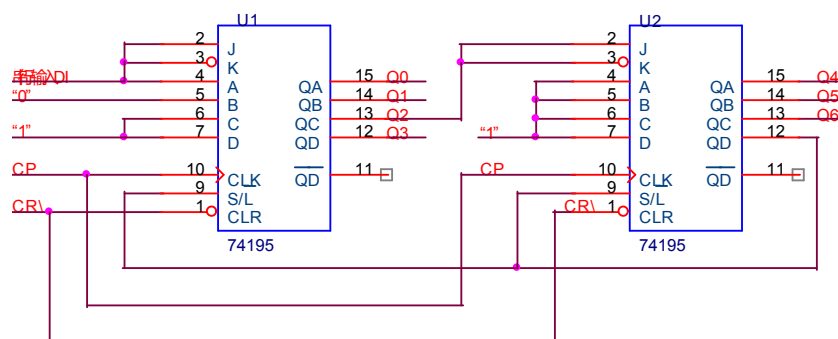 U1
U2
2 J
3 K
4 A
5 B
6 C
7 D
10 CLK
9 S/L
1 CLR
QA 15 Q0
QB 14 Q1
QC 13 Q2
QD 12 Q3
QD 11
74195
串输入DI
"0"
"1"
CP
CR\
2 J
3 K
4 A
5 B
6 C
7 D
10 CLK
9 S/L
1 CLR
QA 15 Q4
QB 14 Q5
QC 13 Q6
QD 12
QD 11
74195
"1"
CP
CR\